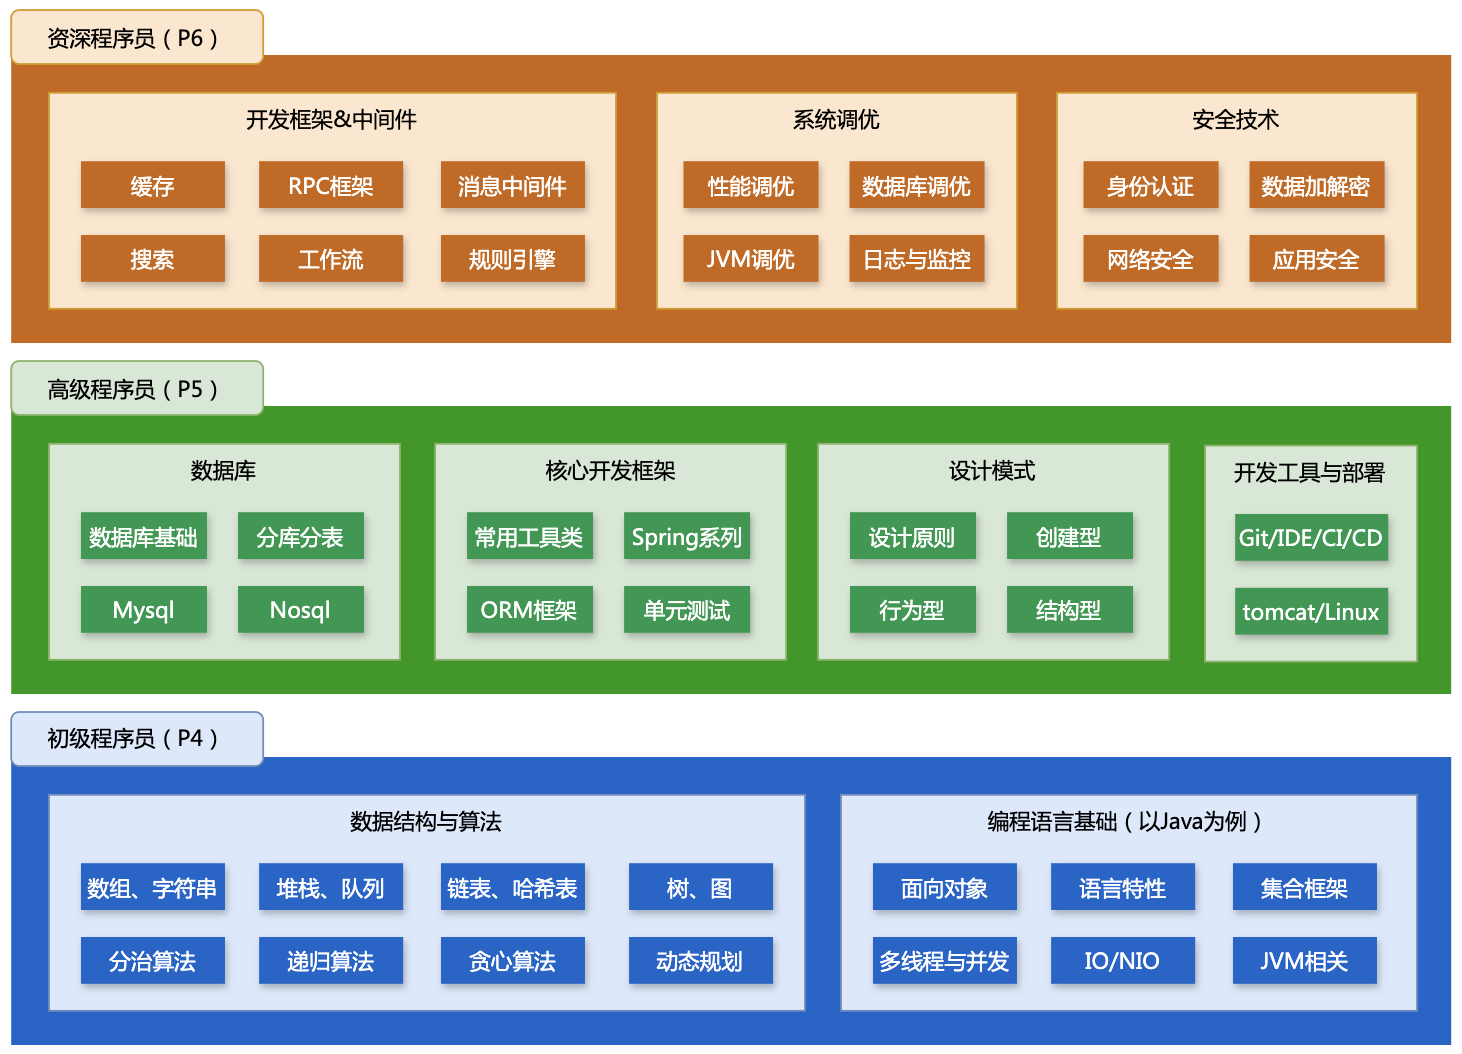 资深程序员（P6）
开发框架&中间件
缓存
RPC框架
消息中间件
搜索
工作流
规则引擎
系统调优
性能调优
数据库调优
JVM调优
日志与监控
安全技术
身份认证
数据加解密
网络安全
应用安全
高级程序员（P5）
数据库
数据库基础
分库分表
Mysql
Nosql
核心开发框架
常用工具类
Spring系列
ORM框架
单元测试
设计模式
设计原则
创建型
行为型
结构型
开发工具与部署
Git/IDE/CI/CD
tomcat/Linux
初级程序员（P4）
数据结构与算法
数组、字符串
堆栈、队列
链表、哈希表
树、图
分治算法
递归算法
贪心算法
动态规划
编程语言基础（以Java为例）
面向对象
语言特性
集合框架
多线程与并发
IO/NIO
JVM相关